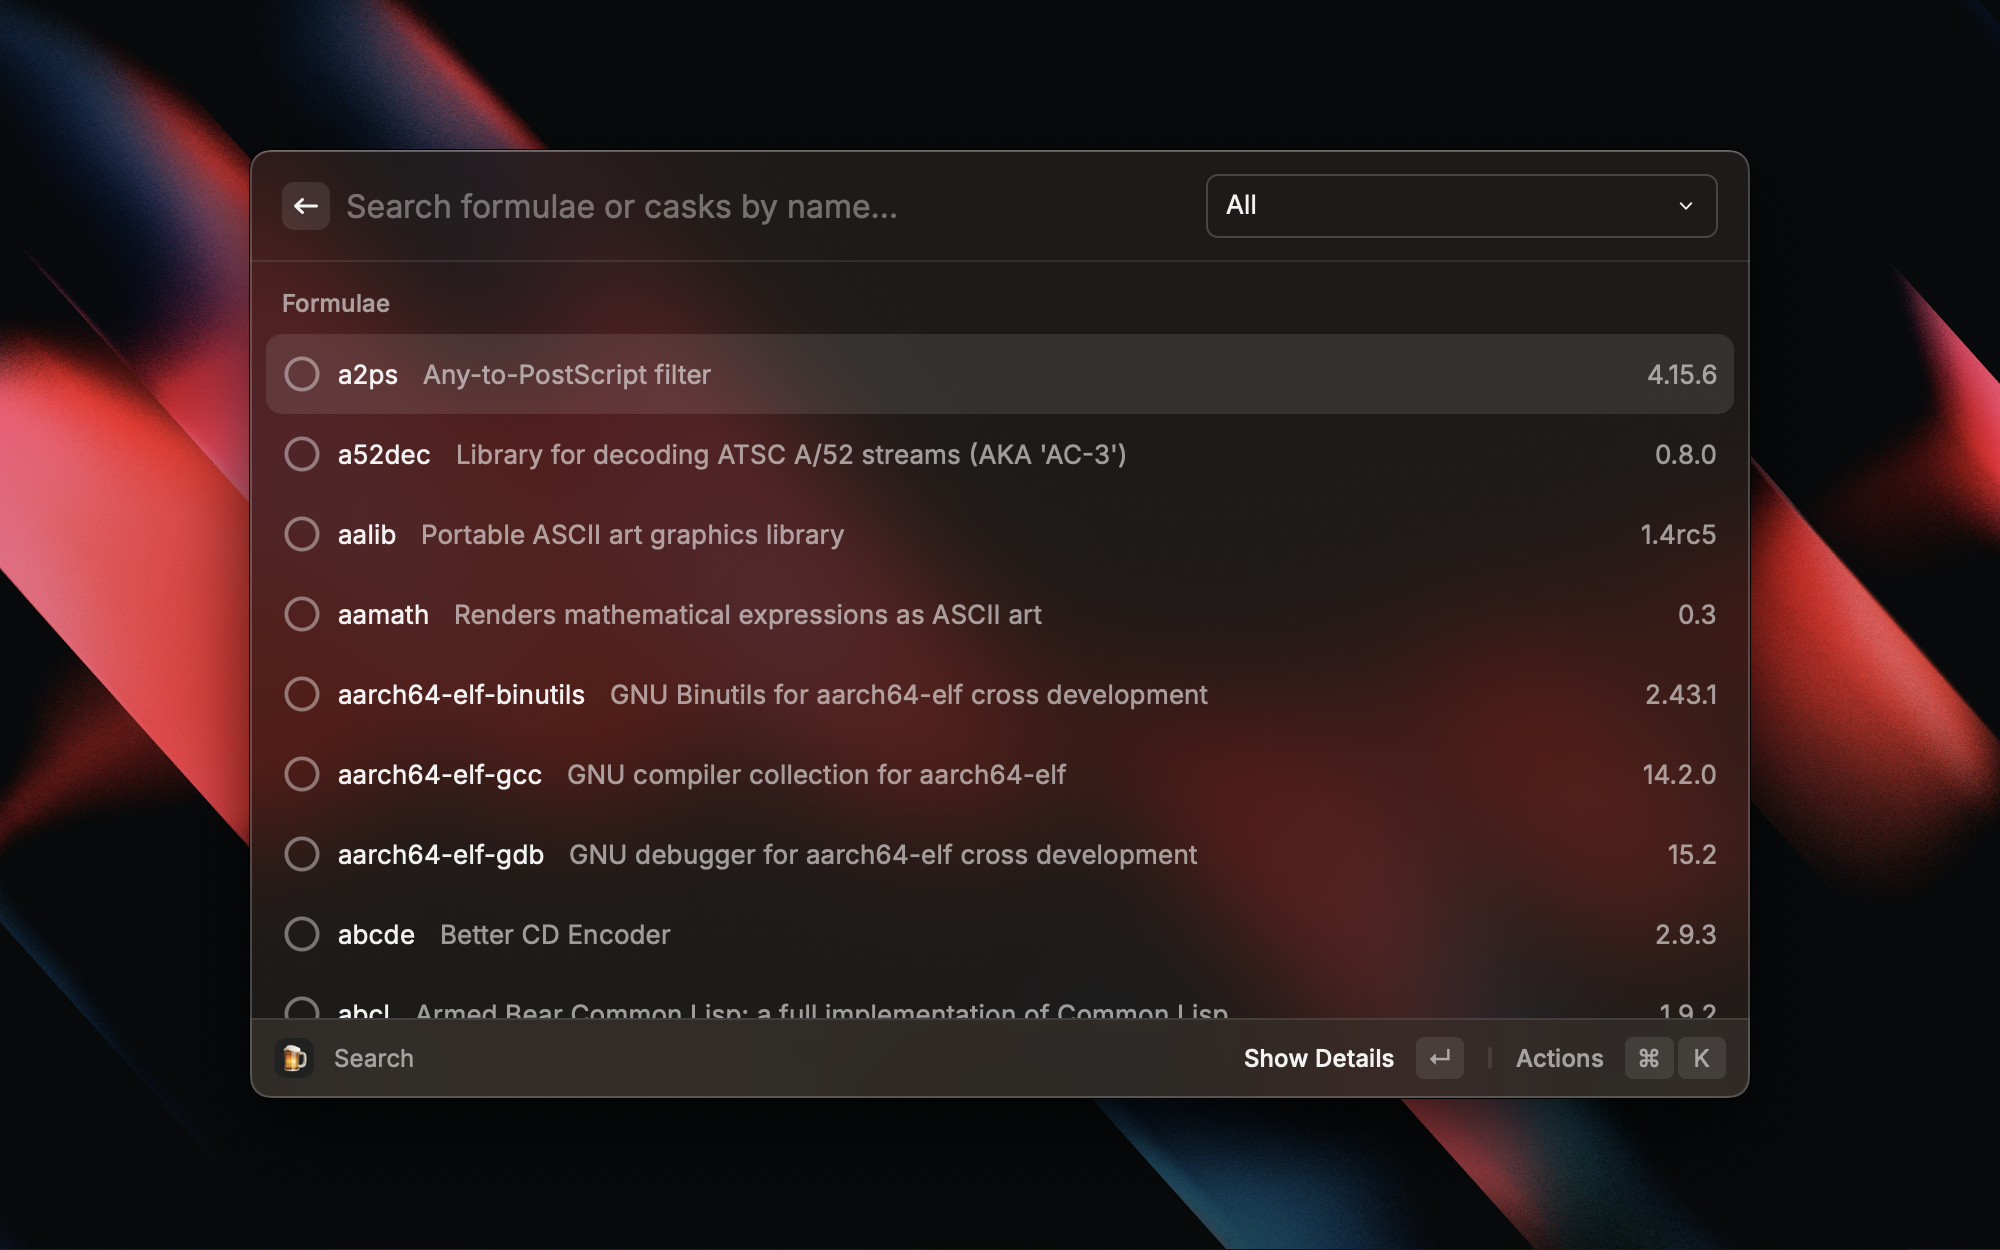 Search formulae or casks by name...
All
Formulae
a2ps Any-to-PostScript filter 4.15.6
a52dec Library for decoding ATSC A/52 streams (AKA 'AC-3') 0.8.0
aalib Portable ASCII art graphics library 1.4rc5
aamath Renders mathematical expressions as ASCII art 0.3
aarch64-elf-binutils GNU Binutils for aarch64-elf cross development 2.43.1
aarch64-elf-gcc GNU compiler collection for aarch64-elf 14.2.0
aarch64-elf-gdb GNU debugger for aarch64-elf cross development 15.2
abcde Better CD Encoder 2.9.3
abcl Armed Bear Common Lisp: a full implementation of Common Lisp 1.9.2
Search Show Details ↵ Actions ⌘ K